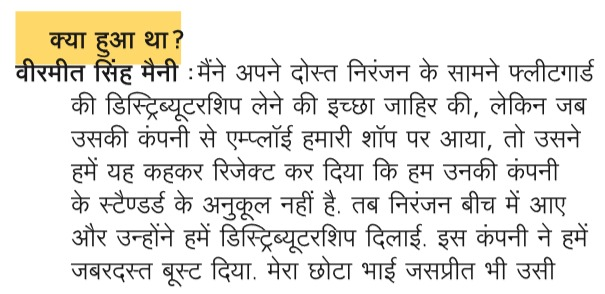 क्या हुआ था?
वीरमीत सिंह मैनी :मैंने अपने दोस्त निरंजन के सामने फ्लीटगार्ड
की डिस्ट्रिब्यूटरशिप लेने की इच्छा जाहिर की, लेकिन जब
उसकी कंपनी से एम्प्लॉई हमारी शॉप पर आया, तो उसने
हमें यह कहकर रिजेक्ट कर दिया कि हम उनकी कंपनी
के स्टैण्डर्ड के अनुकूल नहीं है. तब निरंजन बीच में आए
और उन्होंने हमें डिस्ट्रिब्यूटरशिप दिलाई. इस कंपनी ने हमें
जबरदस्त बूस्ट दिया. मेरा छोटा भाई जसप्रीत भी उसी